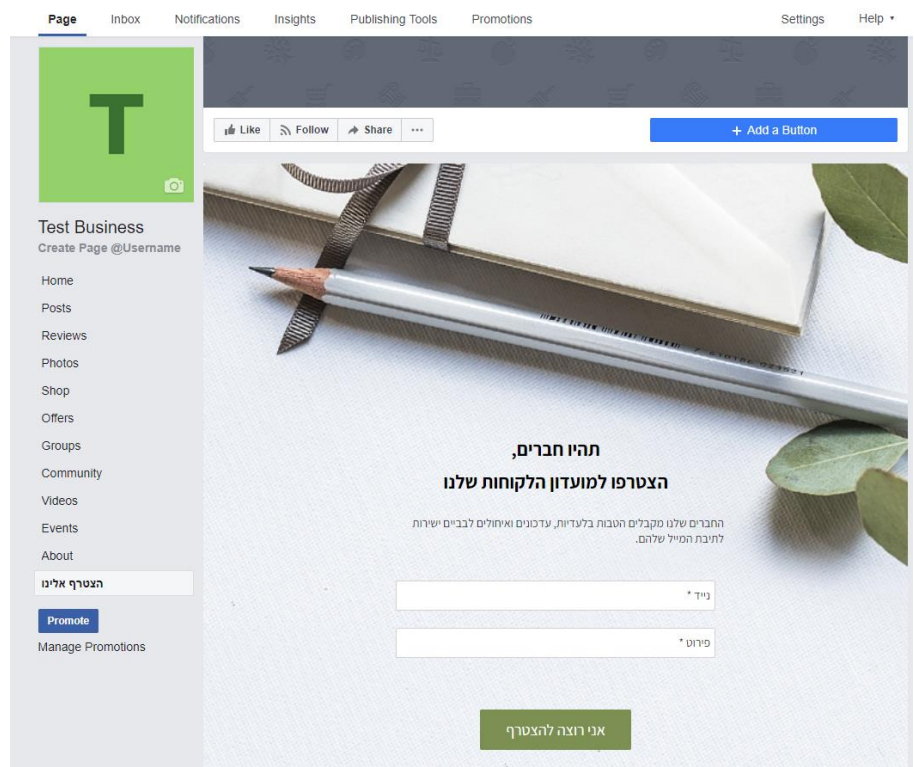 Page Inbox Notifications Insights Publishing Tools Promotions Settings Help
T
Like Follow Share
+ Add a Button
Test Business
Create Page @Username
Home
Posts
Reviews
Photos
Shop
Offers
Groups
Community
Videos
Events
About
הצטרף אלינו
Promote
Manage Promotions
תהיו חברים,
הצטרפו למועדון הלקוחות שלנו
החברים שלנו מקבלים הטבות בלעדיות, עדכונים ואיחולים לבביים ישירות
לתיבת המייל שלהם.
נייד *
פירוט *
אני רוצה להצטרף